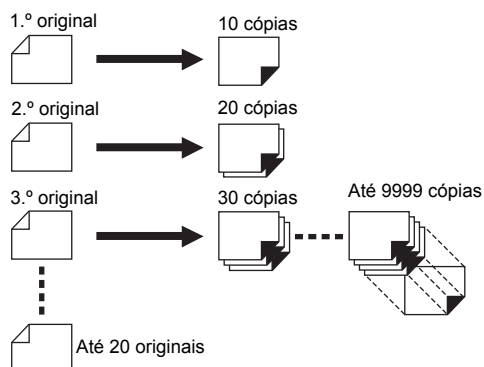 1.º original
10 cópias
2.º original
20 cópias
3.º original
30 cópias
Até 9999 cópias
Até 20 originais